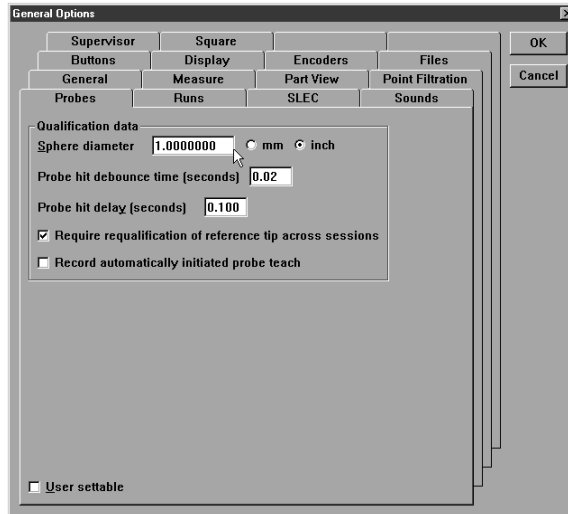 General Options
Supervisor Square
Buttons Display Encoders Files
General Measure Part View Point Filtration
Probes Runs SLEC Sounds
OK
Cancel
Qualification data
Sphere diameter 1.0000000 mm inch
Probe hit debounce time (seconds) 0.02
Probe hit delay (seconds) 0.100
Require requalification of reference tip across sessions
Record automatically initiated probe teach
User settable